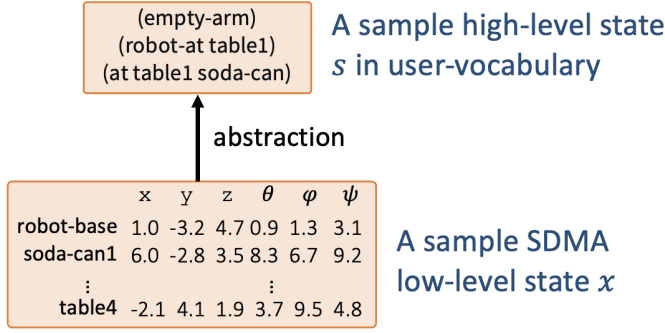 (empty-arm)
(robot-at table1)
(at table1 soda-can)
A sample high-level state
s in user-vocabulary
abstraction
x y z θ φ ψ
robot-base 1.0 -3.2 4.7 0.9 1.3 3.1
soda-can1 6.0 -2.8 3.5 8.3 6.7 9.2
⋮ ⋮
table4 -2.1 4.1 1.9 3.7 9.5 4.8
A sample SDMA
low-level state x